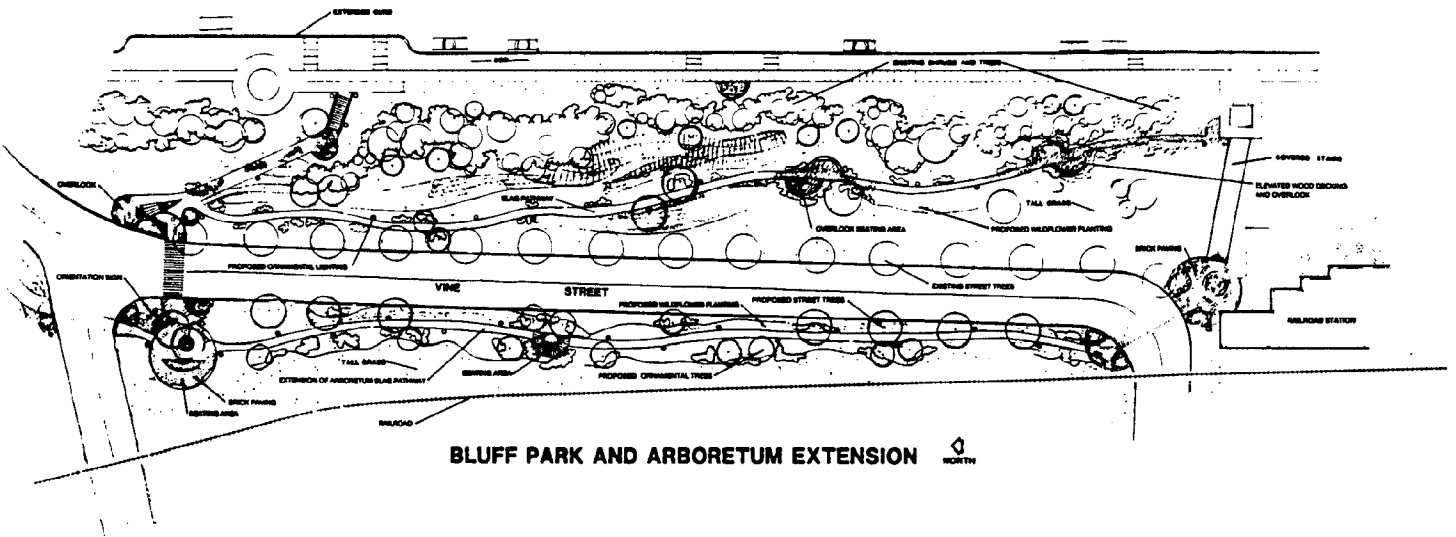 EXTENDED CURB
EXISTING SHRUBS AND TREES
COVERED STAIRS
OVERLOOK
ELEVATED WOOD DECKING
AND OVERLOOK
SLAB PATHWAY
TALL GRASS
OVERLOOK SEATING AREA
PROPOSED WILDFLOWER PLANTING
BRICK PAVING
PROPOSED ORNAMENTAL LIGHTING
ORIENTATION SIGN
EXISTING STREET TREES
VINE STREET
PROPOSED WILDFLOWER PLANTING
PROPOSED STREET TREES
RAILROAD STATION
TALL GRASS
SEATING AREA
EXTENSION OF ARBORETUM SLAB PATHWAY
PROPOSED ORNAMENTAL TREES
BRICK PAVING
SEATING AREA
RAILROAD
BLUFF PARK AND ARBORETUM EXTENSION
NORTH